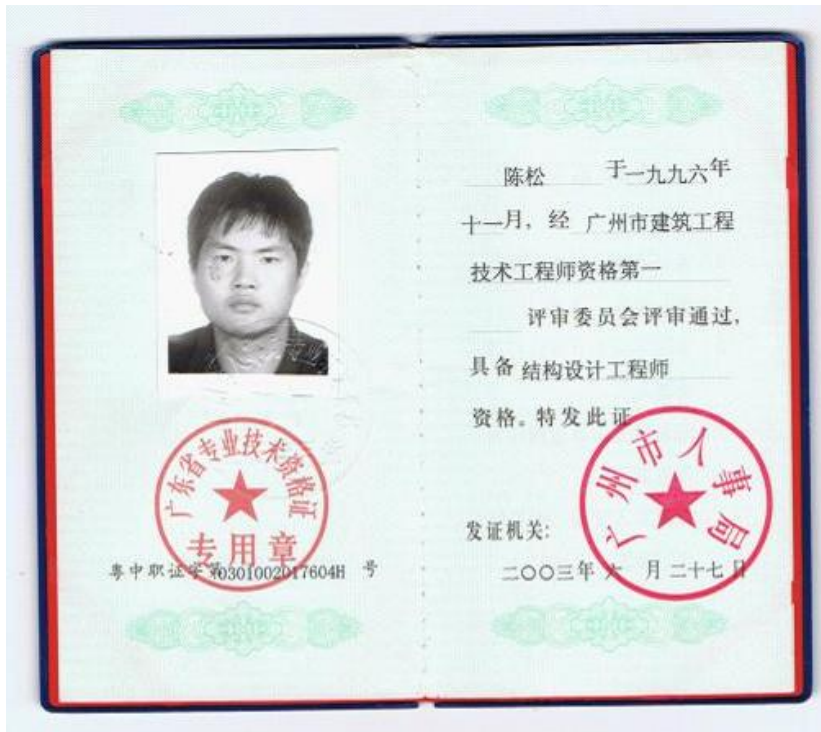 广东省专业技术资格证
专用章
粤中职证字第0301002017604H 号
陈松 于一九九六年
十一月，经 广州市建筑工程
技术工程师资格第一
评审委员会评审通过，
具备 结构设计工程师
资格。特发此证
广州市人事局
发证机关：
二〇〇三年 六 月 二十七 日